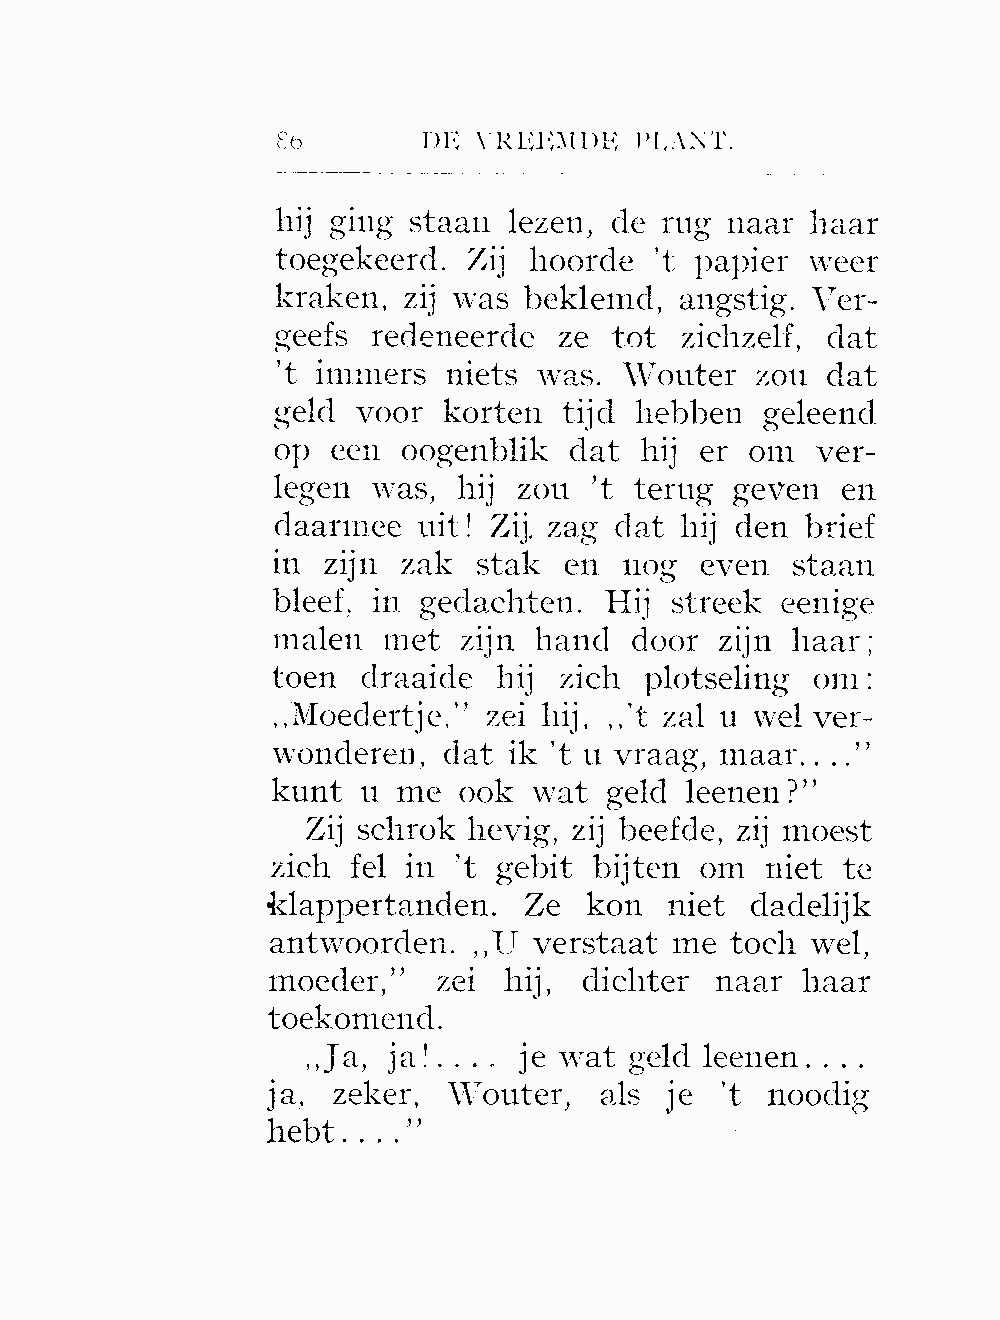 86 DE VREEMDE PLANT.
hij ging staan lezen, de rug naar haar
toegekeerd. Zij hoorde 't papier weer
kraken, zij was beklemd, angstig. Ver-
geefs redeneerde ze tot zichzelf, dat
't immers niets was. Wouter zou dat
geld voor korten tijd hebben geleend
op een oogenblik dat hij er om ver-
legen was, hij zou 't terug geven en
daarmee uit! Zij zag dat hij den brief
in zijn zak stak en nog even staan
bleef, in gedachten. Hij streek eenige
malen met zijn hand door zijn haar;
toen draaide hij zich plotseling om:
,,Moedertje,'' zei hij, ,,'t zal u wel ver-
wonderen, dat ik 't u vraag, maar....''
kunt u me ook wat geld leenen?''
Zij schrok hevig, zij beefde, zij moest
zich fel in 't gebit bijten om niet te
klappertanden. Ze kon niet dadelijk
antwoorden. ,,U verstaat me toch wel,
moeder,'' zei hij, dichter naar haar
toekomend.
,,Ja, ja!.... je wat geld leenen....
ja, zeker, Wouter, als je 't noodig
hebt....''